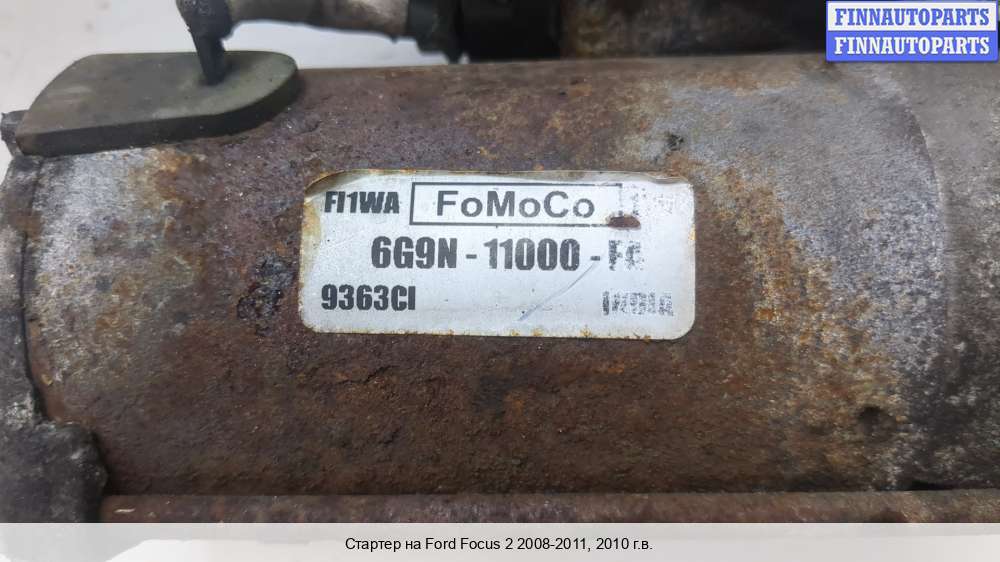 FINNAUTOPARTS
FINNAUTOPARTS
FI1WA FoMoCo
6G9N - 11000 -
9363CI
Стартер на Ford Focus 2 2008-2011, 2010 г.в.